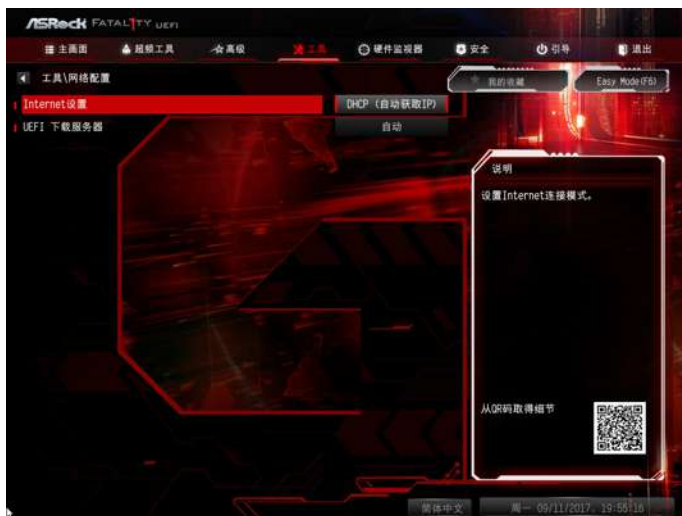 ASRock FATAL1TY UEFI
主画面 超频工具 高级 工具 硬件监视器 安全 引导 退出
工具\网络配置 我的收藏 Easy Mode(F6)
Internet设置 DHCP (自动获取IP)
UEFI 下载服务器 自动
说明
设置Internet连接模式。
从QR码取得细节
简体中文 周一 09/11/2017. 19:55:16